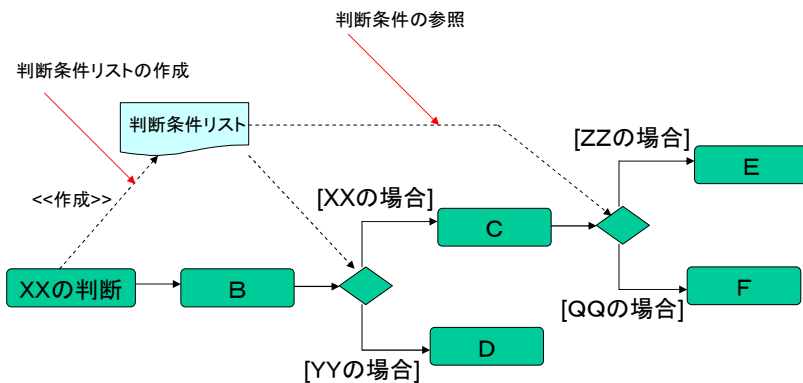 判断条件の参照
判断条件リストの作成
判断条件リスト
[ZZの場合]
E
<<作成>>
[XXの場合]
C
XXの判断
B
F
[QQの場合]
D
[YYの場合]